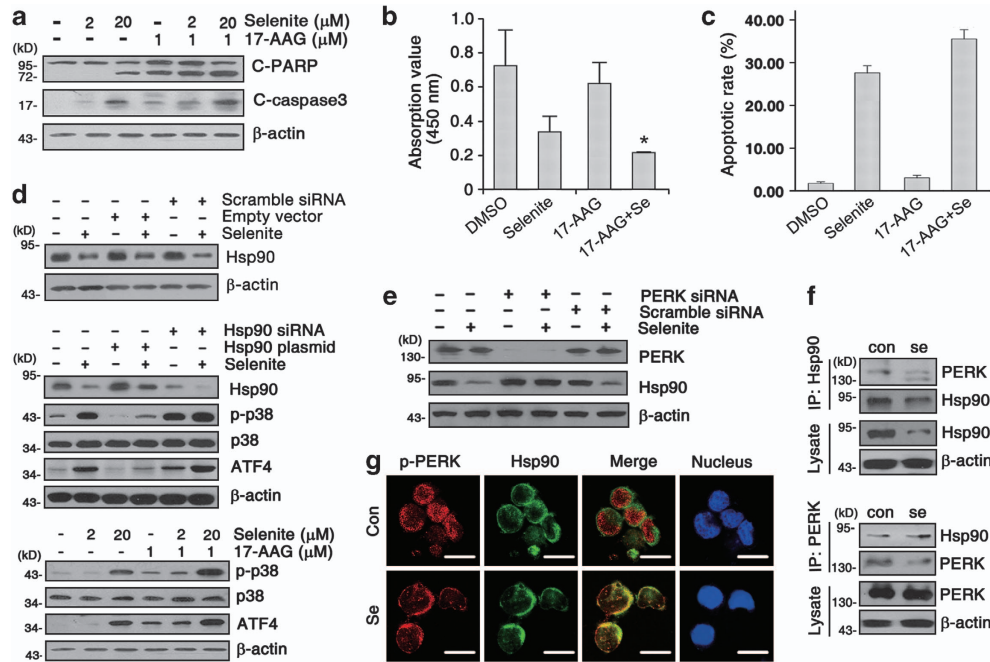 a
Selenite (µM)
- 2 20 - 2 20
17-AAG (µM)
- - - 1 1 1
(kD)
95-
72-
C-PARP
17-
C-caspase3
43-
β-actin
b
Absorption value
(450 nm)
1.0
0.8
0.6
0.4
0.2
0
*
DMSO
Selenite
17-AAG
17-AAG+Se
c
Apoptotic rate (%)
40.00
30.00
20.00
10.00
0.00
DMSO
Selenite
17-AAG
17-AAG+Se
d
- - - - + + Scramble siRNA
- - + + - - Empty vector
- + - + - + Selenite
(kD)
95-
Hsp90
43-
β-actin
- - - - + + Hsp90 siRNA
- - + + - - Hsp90 plasmid
- + - + - + Selenite
(kD)
95-
Hsp90
43-
p-p38
34-
p38
34-
ATF4
43-
β-actin
- 2 20 - 2 20 Selenite (µM)
- - - 1 1 1 17-AAG (µM)
(kD)
43-
p-p38
34-
p38
34-
ATF4
43-
β-actin
e
- - + + - - PERK siRNA
- - - - + + Scramble siRNA
- + - + - + Selenite
(kD)
130-
PERK
95-
Hsp90
43-
β-actin
f
con se
(kD)
IP: Hsp90
130-
PERK
95-
Hsp90
Lysate
95-
Hsp90
43-
β-actin
con se
IP: PERK
95-
Hsp90
130-
PERK
Lysate
130-
PERK
43-
β-actin
g
p-PERK Hsp90 Merge Nucleus
Con
Se